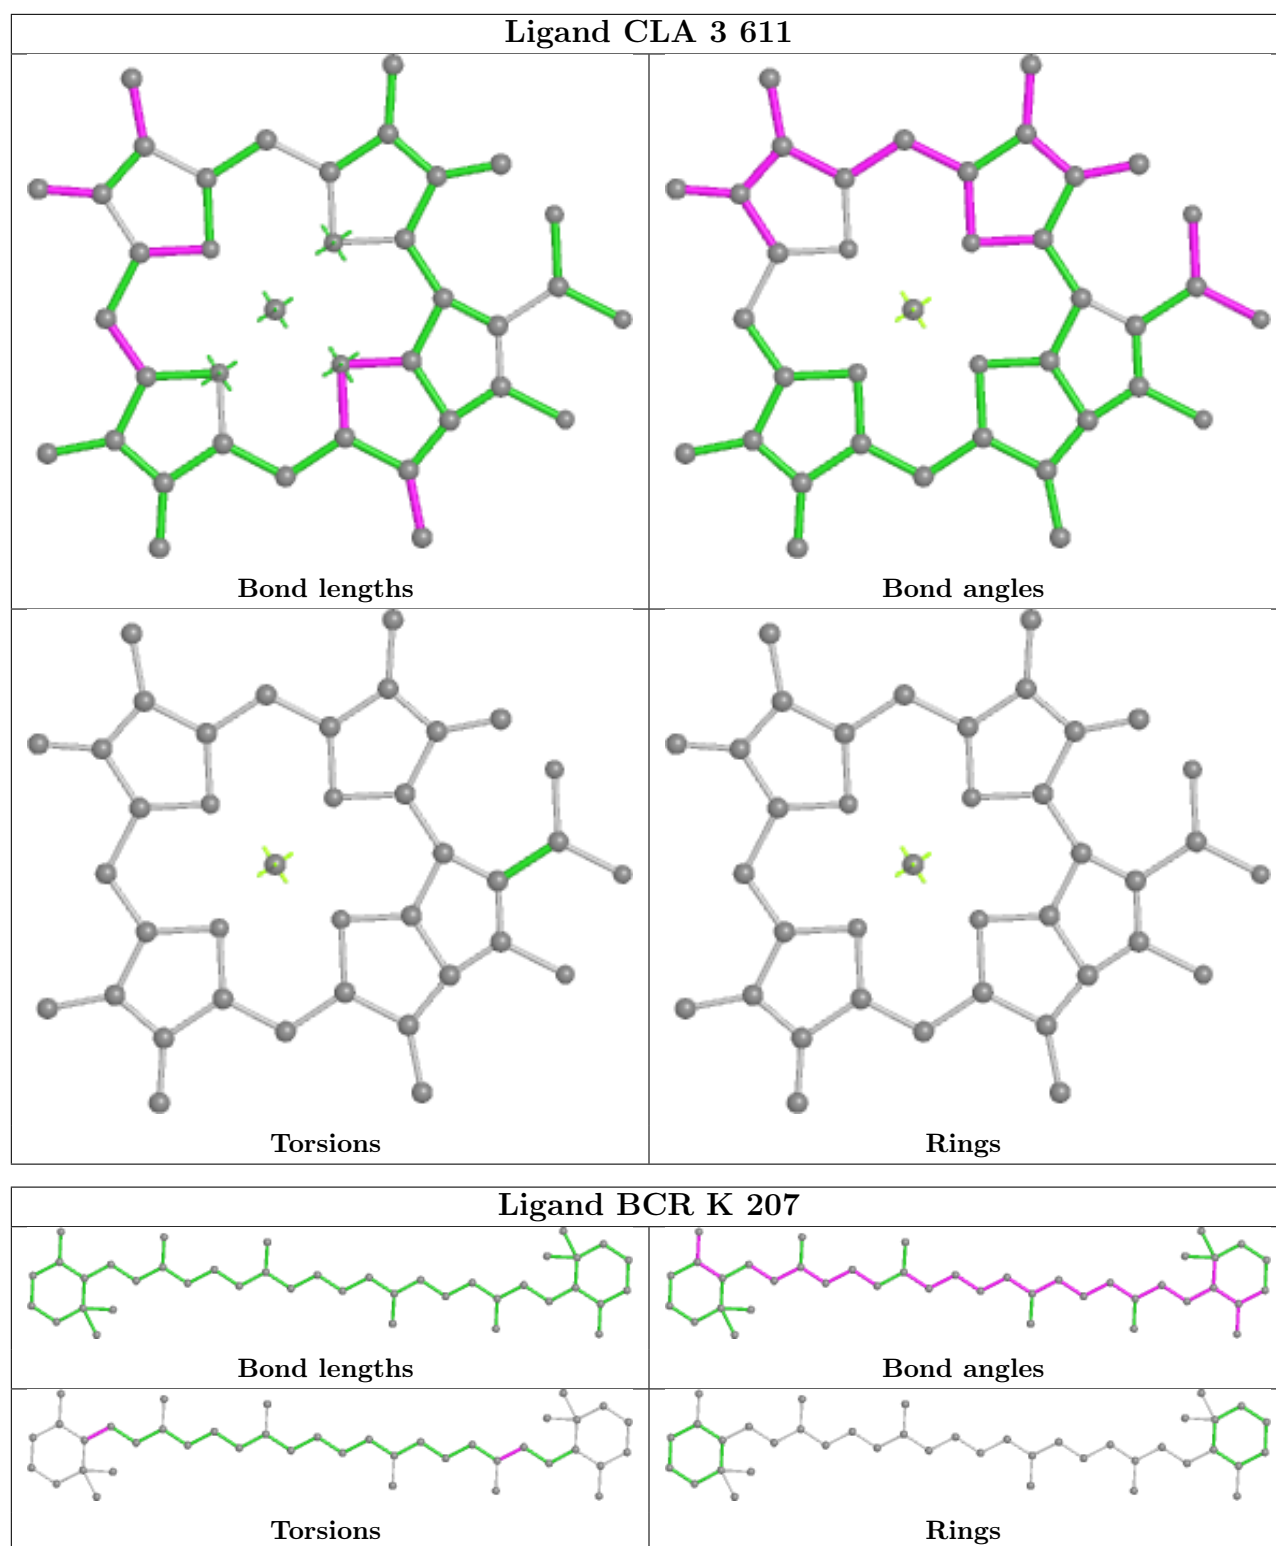 Ligand CLA 3 611
Bond lengths
Bond angles
Torsions
Rings
Ligand BCR K 207
Bond lengths
Bond angles
Torsions
Rings